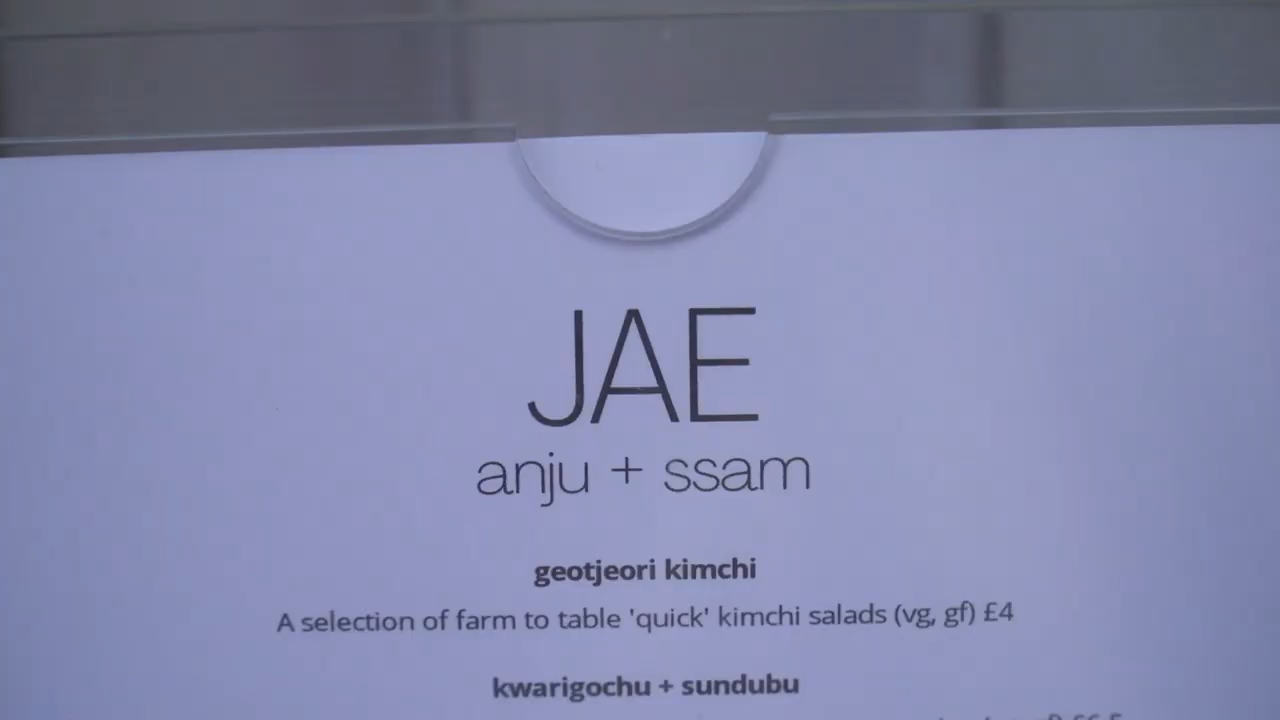 JAE
anju + ssam
geotjeori kimchi
A selection of farm to table 'quick' kimchi salads (vg, gf) £4
kwarigochu + sundubu